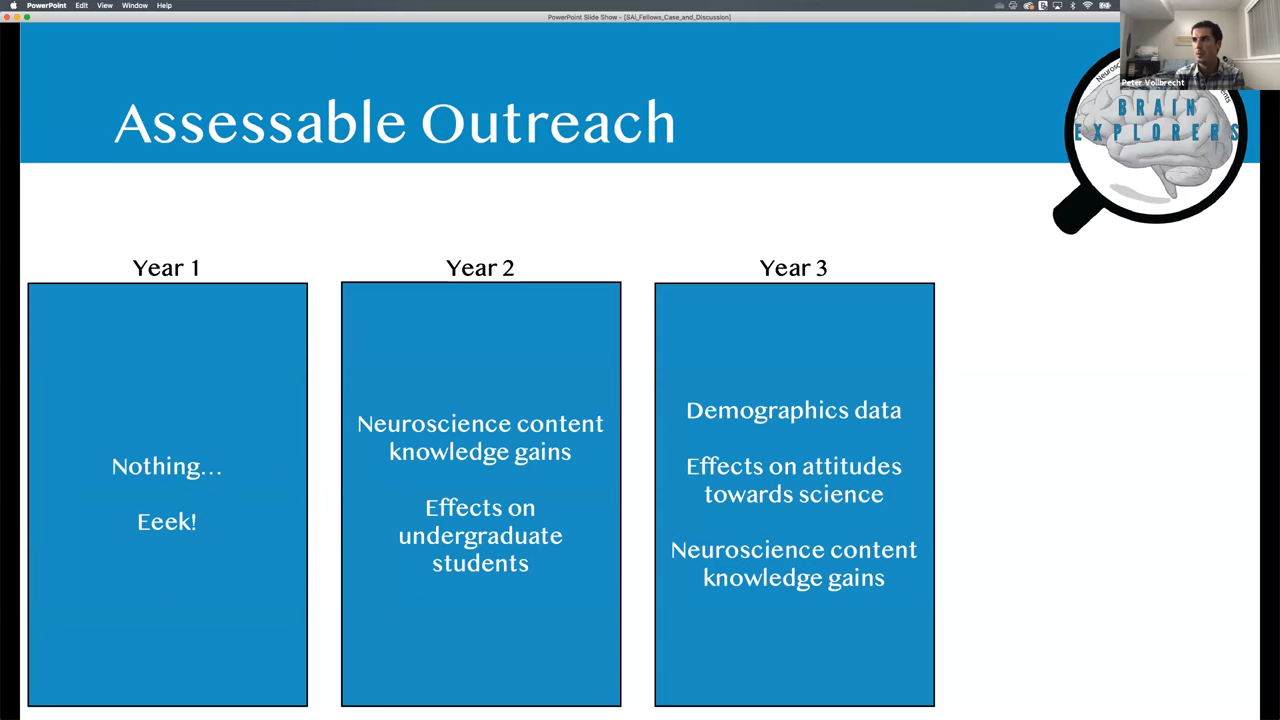 PowerPoint Edit View Window Help
PowerPoint Slide Show - [SAi_Fellows_Case_and_Discussion]
Peter Vollbrecht
Assessable Outreach
BRAIN
EXPLORERS
Year 1
Nothing...
Eeek!
Year 2
Neuroscience content
knowledge gains
Effects on
undergraduate
students
Year 3
Demographics data
Effects on attitudes
towards science
Neuroscience content
knowledge gains